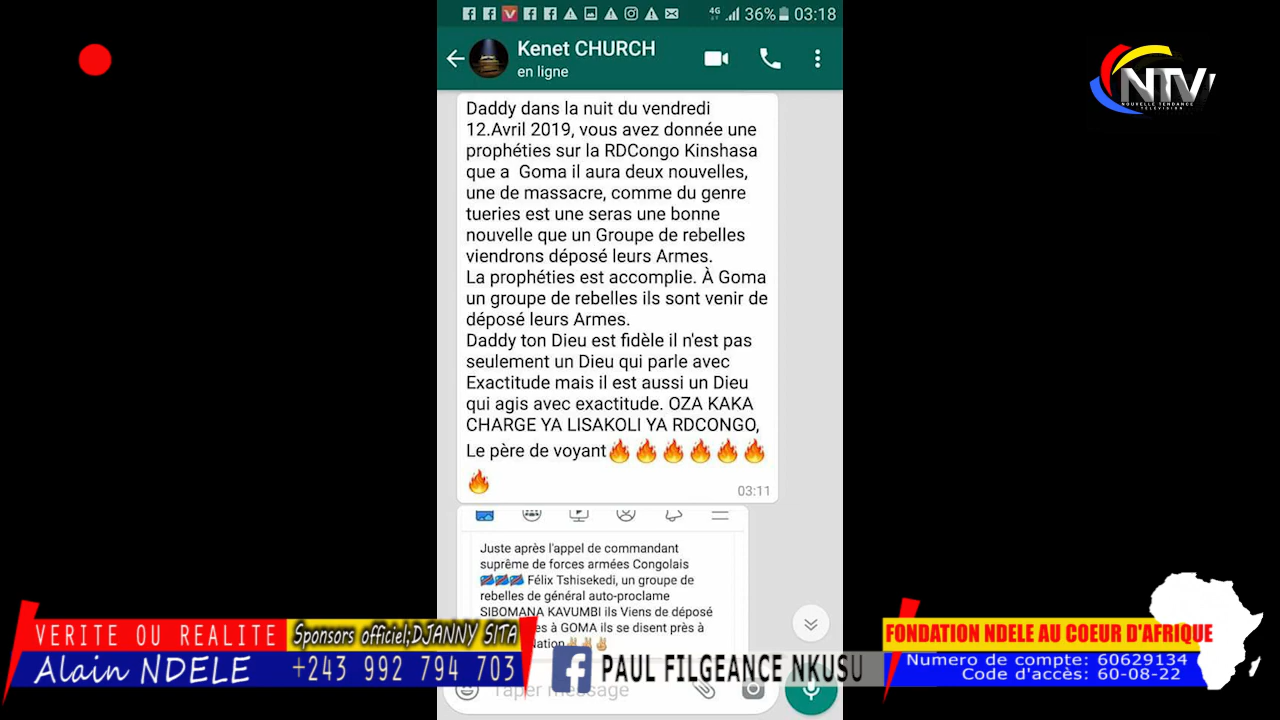 4G 36% 03:18
Kenet CHURCH
en ligne
NTV
NOUVELLE TENDANCE
TELEVISION
Daddy dans la nuit du vendredi
12.Avril 2019, vous avez donnée une
prophéties sur la RDCongo Kinshasa
que a Goma il aura deux nouvelles,
une de massacre, comme du genre
tueries est une seras une bonne
nouvelle que un Groupe de rebelles
viendrons déposé leurs Armes.
La prophéties est accomplie. À Goma
un groupe de rebelles ils sont venir de
déposé leurs Armes.
Daddy ton Dieu est fidèle il n'est pas
seulement un Dieu qui parle avec
Exactitude mais il est aussi un Dieu
qui agis avec exactitude. OZA KAKA
CHARGE YA LISAKOLI YA RDCONGO,
Le père de voyant🔥🔥🔥🔥🔥🔥
🔥
03:11
Juste après l'appel de commandant
suprême de forces armées Congolais
🇨🇩🇨🇩🇨🇩 Félix Tshisekedi, un groupe de
rebelles de général auto-proclame
SIBOMANA KAVUMBI ils Viens de déposé
à GOMA ils se disent près à
Nation✌🏼✌🏼✌🏼
Taper message
VERITE OU REALITE
Sponsors officiel;DJANNY SITA
Alain NDELE
+243 992 794 703
PAUL FILGEANCE NKUSU
FONDATION NDELE AU COEUR D'AFRIQUE
Numero de compte: 60629134
Code d'accès: 60-08-22